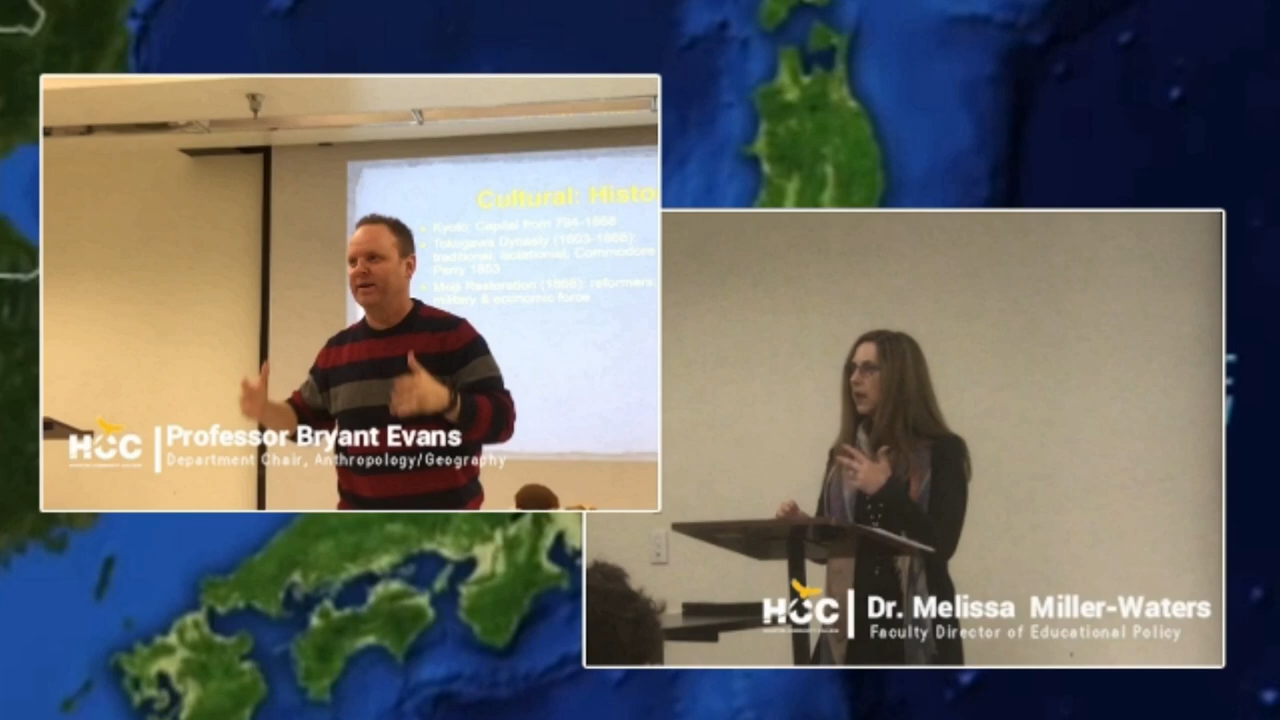 Cultural: Histo
Kyoto: Capital from 794-1868
Tokugawa Dynasty (1603-1868):
traditional, isolational, Commodore
Perry 1853
Meiji Restoration (1868): reformers,
military & economic force
HCC
Professor Bryant Evans
Department Chair, Anthropology/Geography
HCC
Dr. Melissa Miller-Waters
Faculty Director of Educational Policy